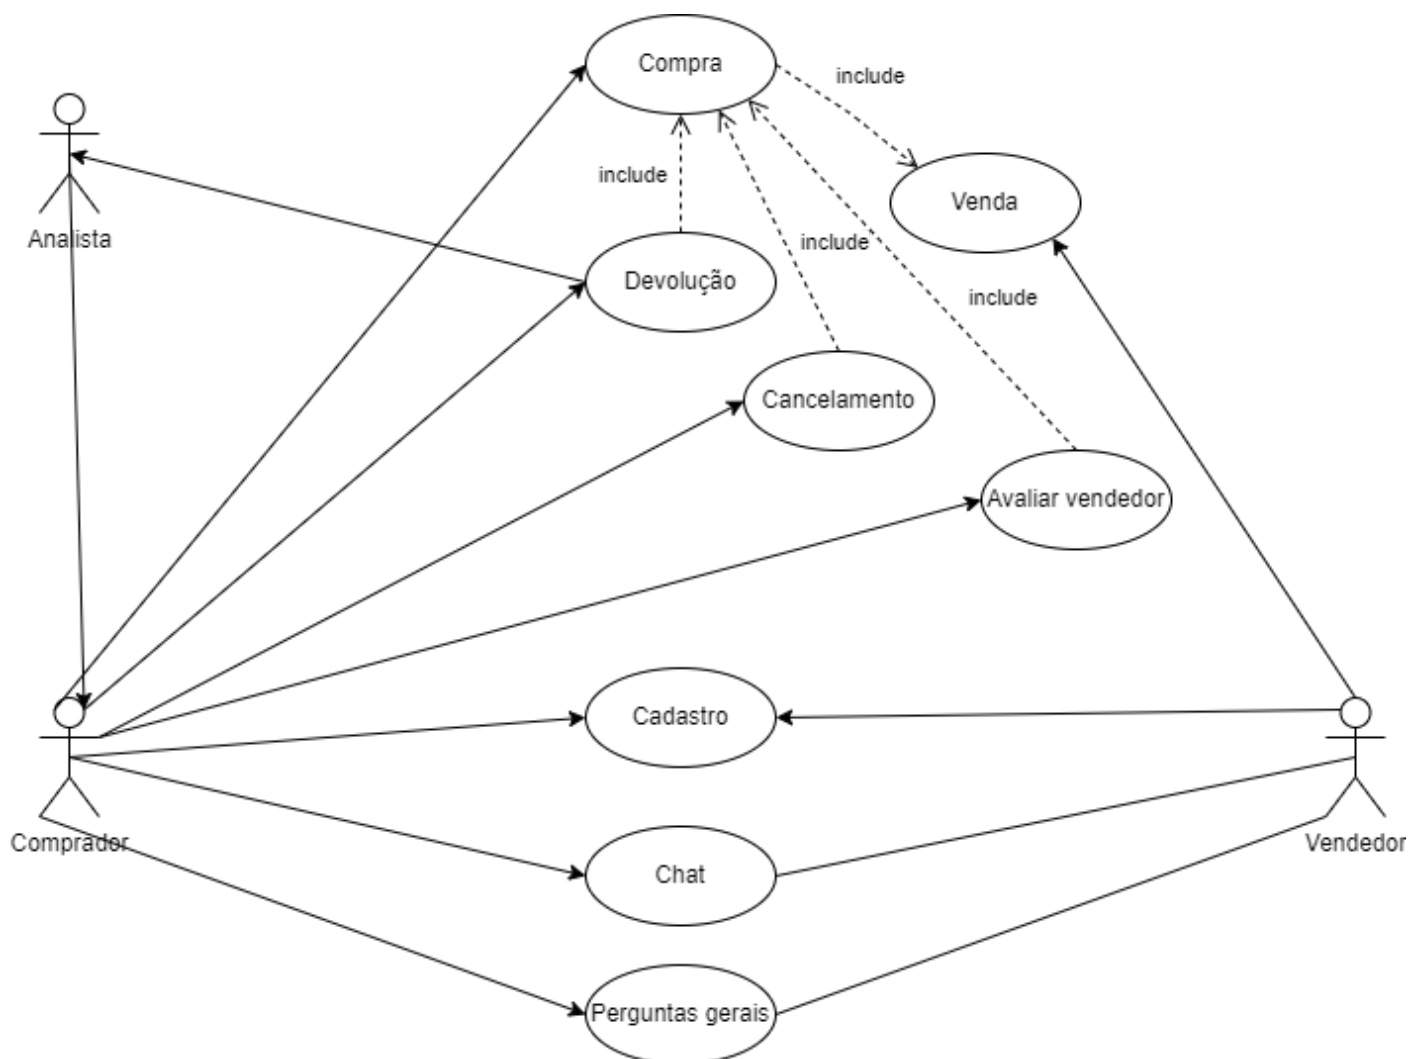 Compra
include
include
Venda
Analista
include
Devolução
include
Cancelamento
Avaliar vendedor
Cadastro
Comprador
Vendedor
Chat
Perguntas gerais